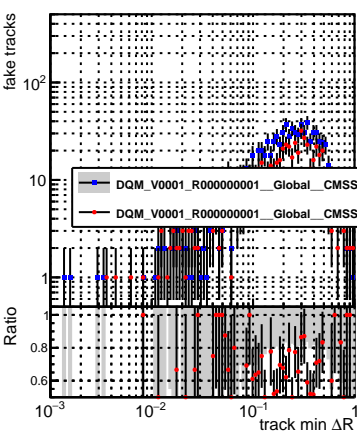 fake tracks
10²
10
1
DQM_V0001_R000000001__Global__CMSS
DQM_V0001_R000000001__Global__CMSS
Ratio
1
0.8
0.6
10⁻³ 10⁻² 10⁻¹ 1
track min ΔR